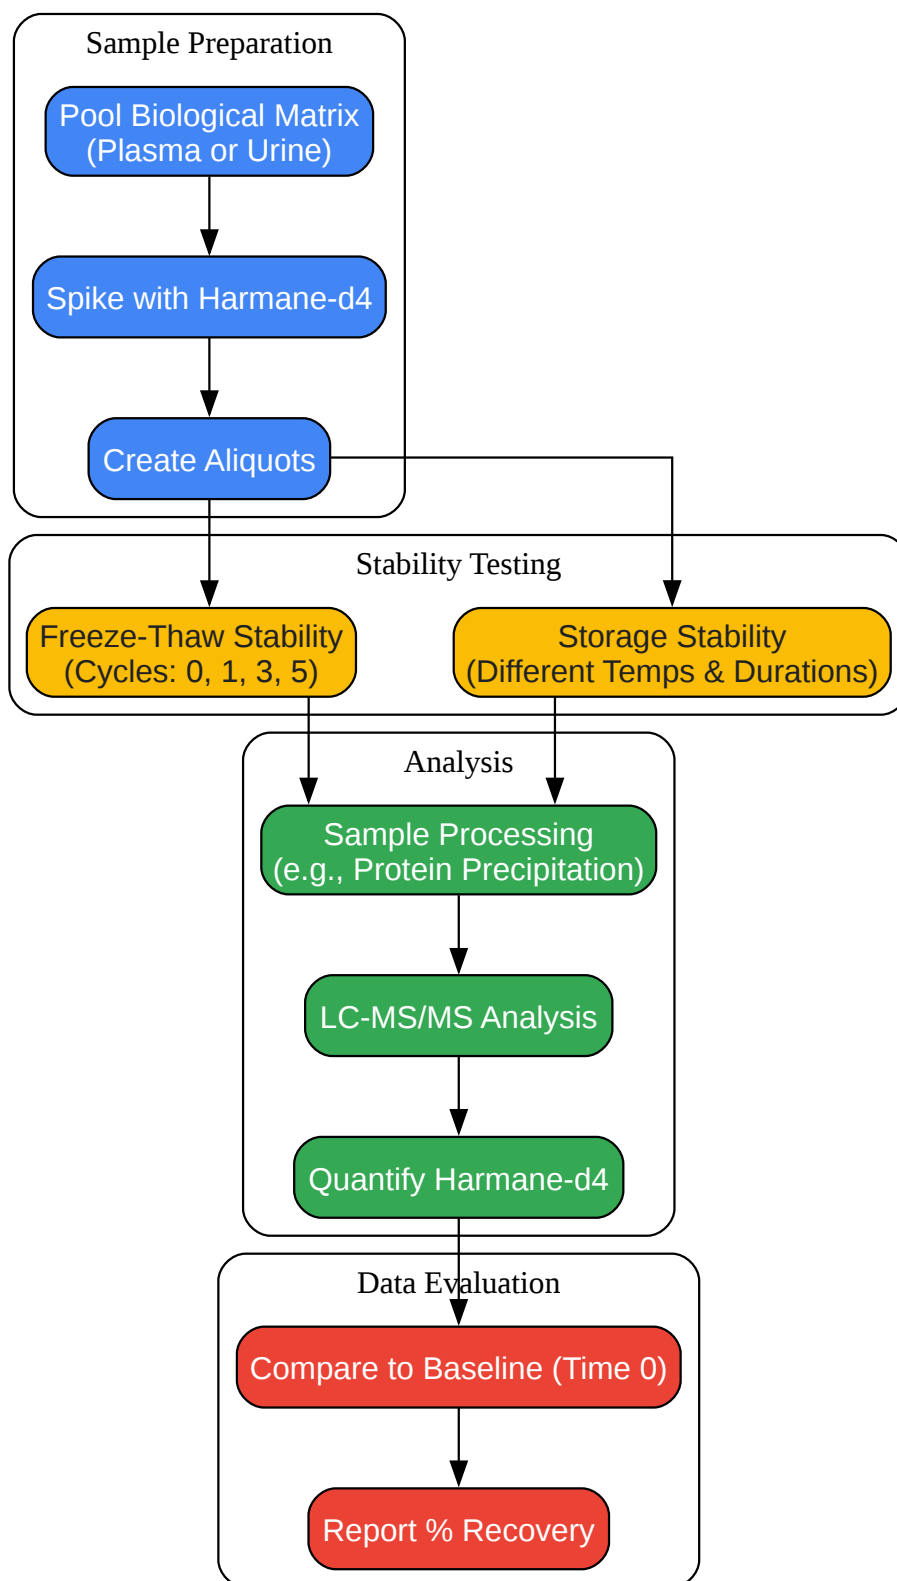 Sample Preparation
Pool Biological Matrix
(Plasma or Urine)
Spike with Harmane-d4
Create Aliquots
Stability Testing
Freeze-Thaw Stability
(Cycles: 0, 1, 3, 5)
Storage Stability
(Different Temps & Durations)
Analysis
Sample Processing
(e.g., Protein Precipitation)
LC-MS/MS Analysis
Quantify Harmane-d4
Data Evaluation
Compare to Baseline (Time 0)
Report % Recovery